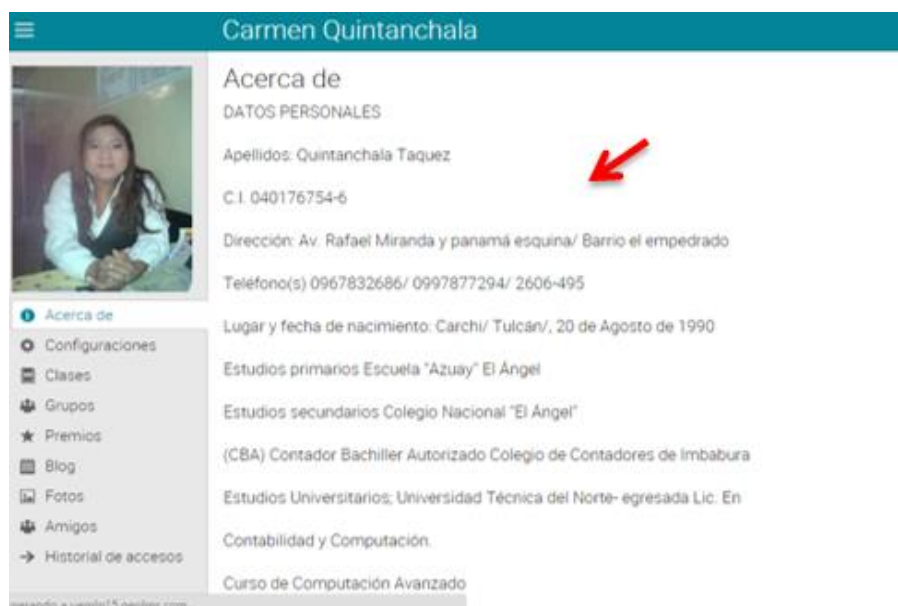 Carmen Quintanchala
Acerca de
DATOS PERSONALES
Apellidos: Quintanchala Taquez
C.I. 040176754-6
Dirección: Av. Rafael Miranda y panamá esquina/ Barrio el empedrado
Teléfono(s) 0967832686/ 0997877294/ 2606-495
Lugar y fecha de nacimiento: Carchi/ Tulcán/, 20 de Agosto de 1990
Estudios primarios Escuela "Azuay" El Ángel
Estudios secundarios Colegio Nacional "El Ángel"
(CBA) Contador Bachiller Autorizado Colegio de Contadores de Imbabura
Estudios Universitarios; Universidad Técnica del Norte- egresada Lic. En
Contabilidad y Computación.
Curso de Computación Avanzado
Acerca de
Configuraciones
Clases
Grupos
Premios
Blog
Fotos
Amigos
Historial de accesos